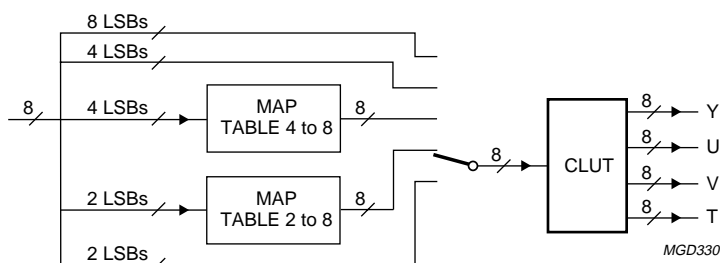 8 LSBs
4 LSBs
8
4 LSBs
MAP
TABLE 4 to 8
8
8
CLUT
8
Y
8
U
8
V
8
T
2 LSBs
MAP
TABLE 2 to 8
8
2 LSBs
MGD330